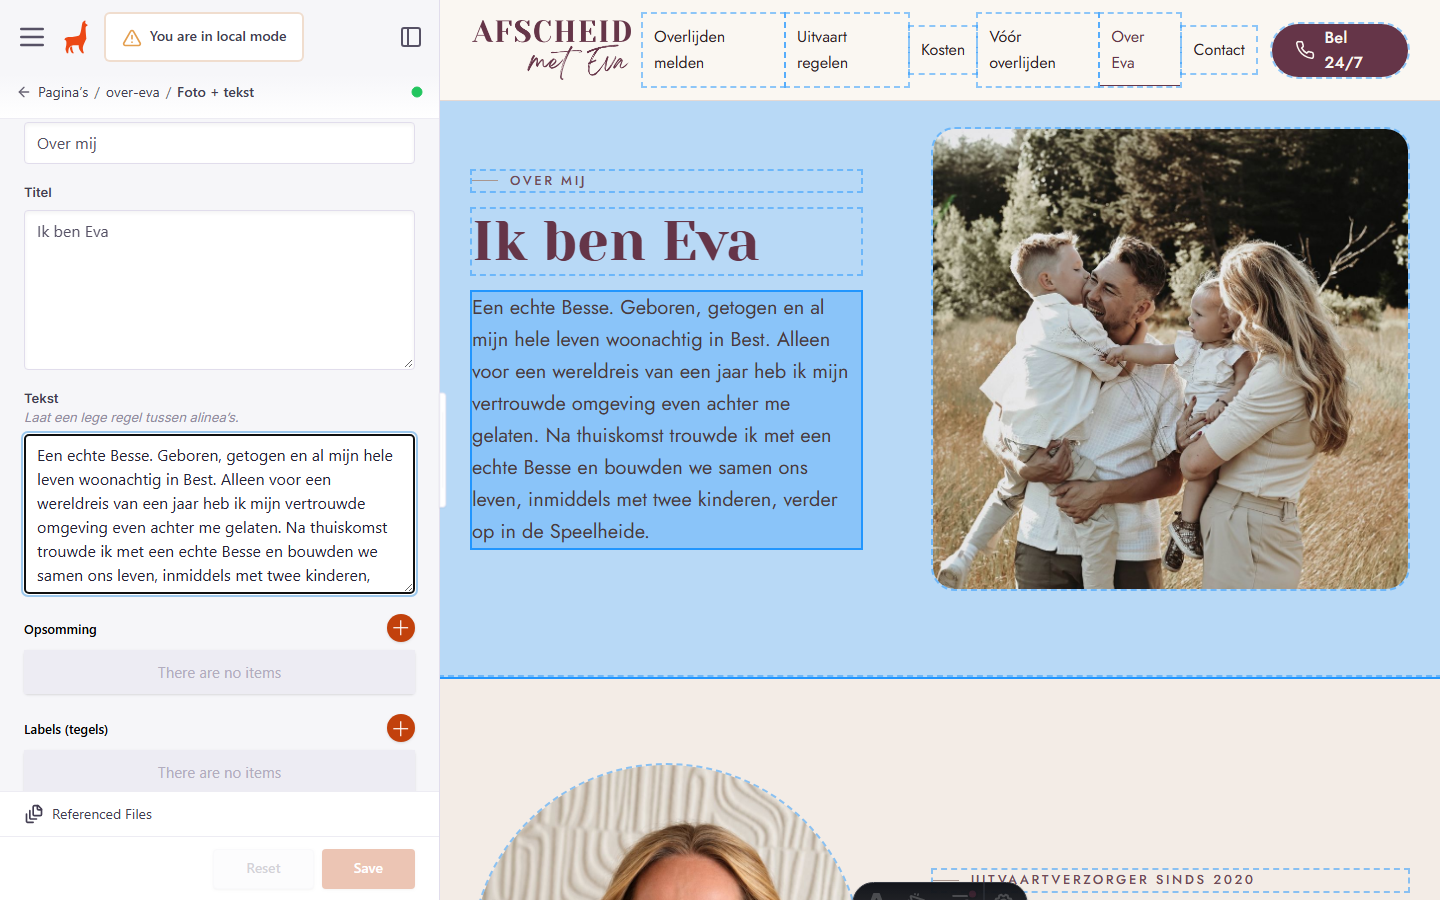 You are in local mode
Pagina's / over-eva / Foto + tekst
Over mij
Titel
Ik ben Eva
Tekst
Laat een lege regel tussen alinea's.
Een echte Besse. Geboren, getogen en al mijn hele
leven woonachtig in Best. Alleen voor een
wereldreis van een jaar heb ik mijn vertrouwde
omgeving even achter me gelaten. Na thuiskomst
trouwde ik met een echte Besse en bouwden we
samen ons leven, inmiddels met twee kinderen,
Opsomming
There are no items
Labels (tegels)
There are no items
Referenced Files
Reset
Save
AFSCHEID
met Eva
Overlijden
melden
Uitvaart
regelen
Kosten
Vóór
overlijden
Over
Eva
Contact
Bel
24/7
OVER MIJ
Ik ben Eva
Een echte Besse. Geboren, getogen en al
mijn hele leven woonachtig in Best. Alleen
voor een wereldreis van een jaar heb ik mijn
vertrouwde omgeving even achter me
gelaten. Na thuiskomst trouwde ik met een
echte Besse en bouwden we samen ons
leven, inmiddels met twee kinderen, verder
op in de Speelheide.
UITVAARTVERZORGER SINDS 2020